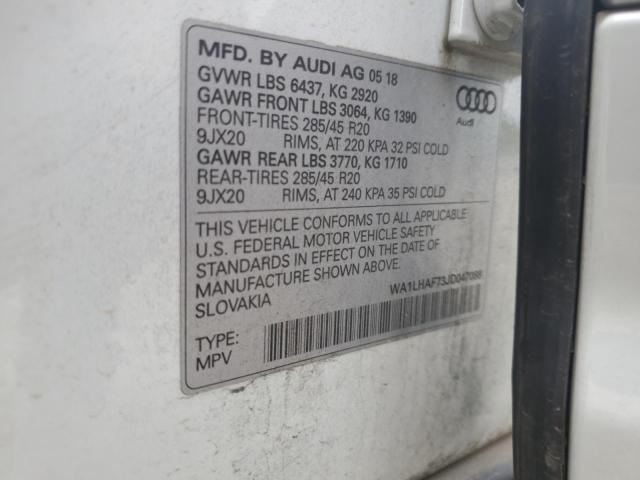 MFD. BY AUDI AG 05 18
GVWR LBS 6437, KG 2920
GAWR FRONT LBS 3064, KG 1390
FRONT-TIRES 285/45 R20
9JX20 RIMS, AT 220 KPA 32 PSI COLD
GAWR REAR LBS 3770, KG 1710
REAR-TIRES 285/45 R20
9JX20 RIMS, AT 240 KPA 35 PSI COLD
Audi
THIS VEHICLE CONFORMS TO ALL APPLICABLE
U.S. FEDERAL MOTOR VEHICLE SAFETY
STANDARDS IN EFFECT ON THE DATE OF
MANUFACTURE SHOWN ABOVE.
SLOVAKIA
WA1LHAF73JD047088
TYPE:
MPV